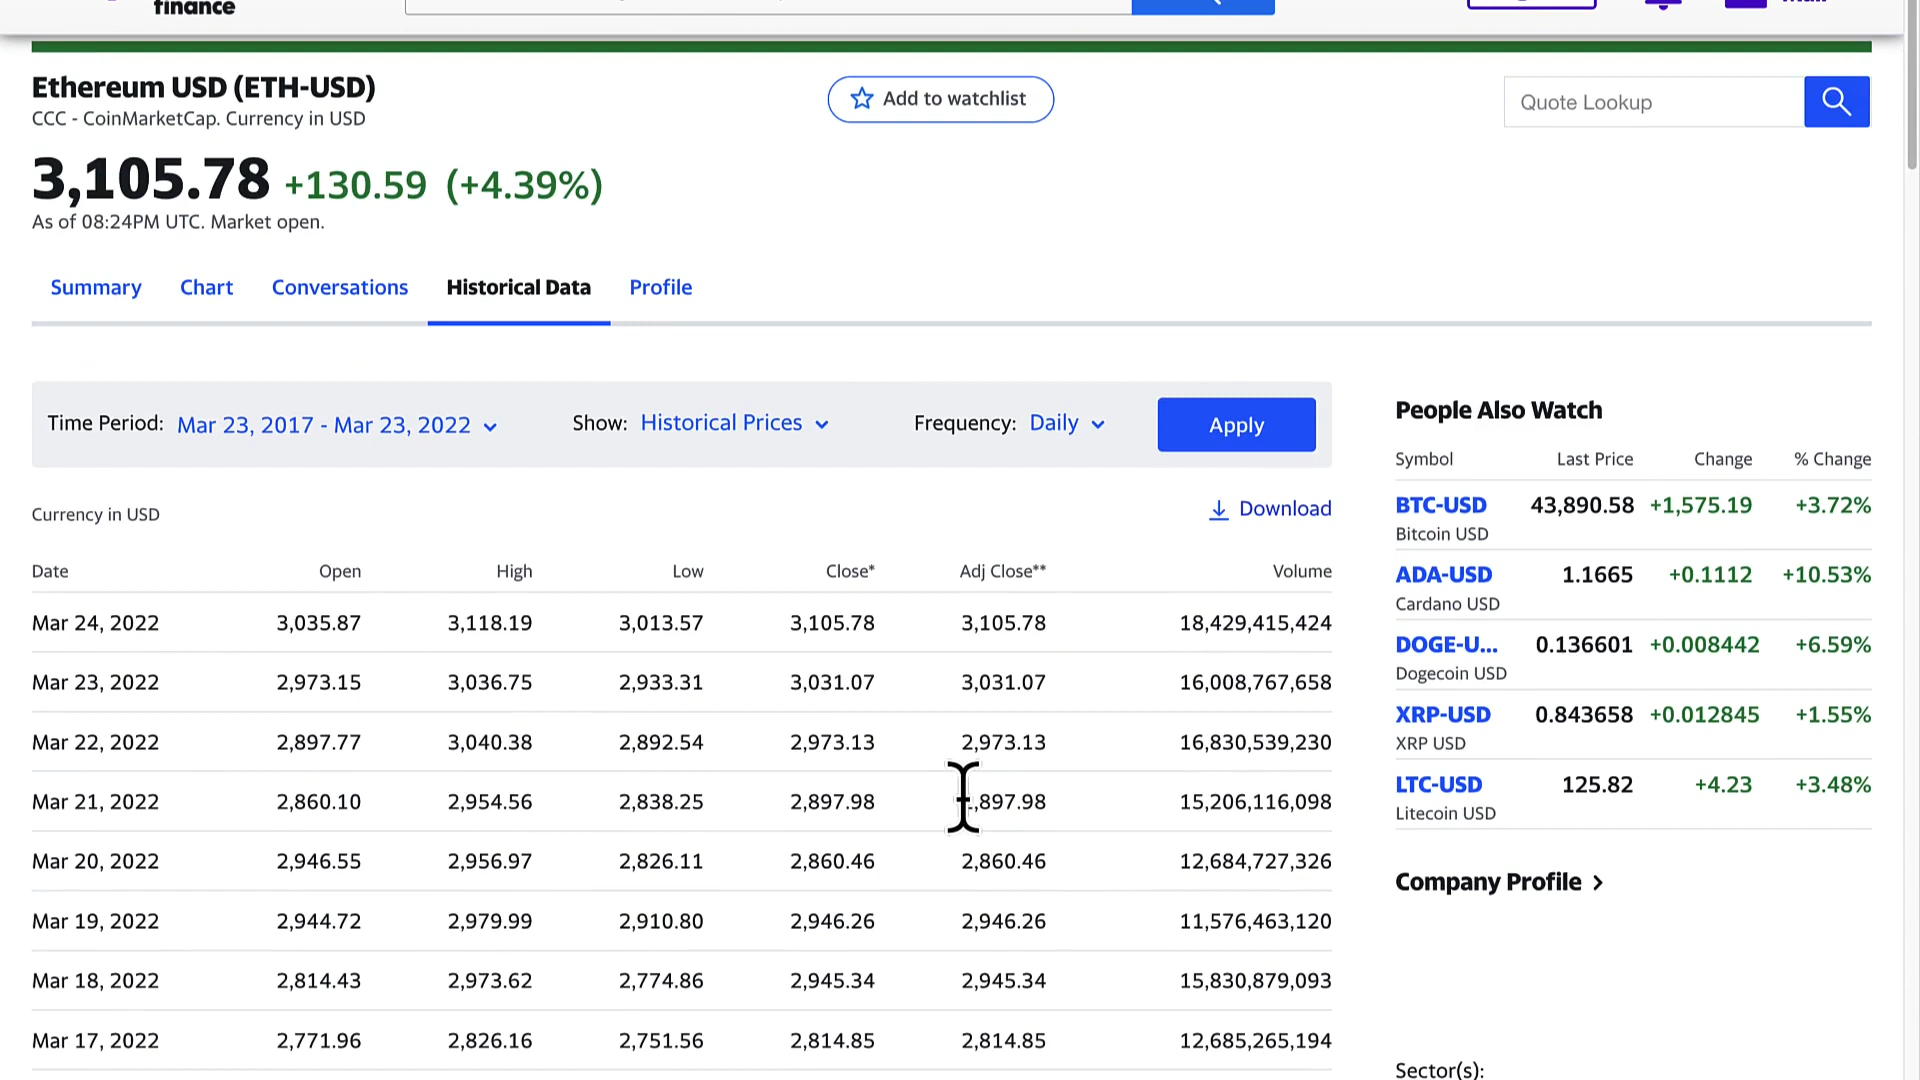 finance
Ethereum USD (ETH-USD)
CCC - CoinMarketCap. Currency in USD
Add to watchlist
Quote Lookup
3,105.78 +130.59 (+4.39%)
As of 08:24PM UTC. Market open.
Summary Chart Conversations Historical Data Profile
Time Period: Mar 23, 2017 - Mar 23, 2022 Show: Historical Prices Frequency: Daily Apply
Currency in USD Download
Date Open High Low Close* Adj Close** Volume
Mar 24, 2022 3,035.87 3,118.19 3,013.57 3,105.78 3,105.78 18,429,415,424
Mar 23, 2022 2,973.15 3,036.75 2,933.31 3,031.07 3,031.07 16,008,767,658
Mar 22, 2022 2,897.77 3,040.38 2,892.54 2,973.13 2,973.13 16,830,539,230
Mar 21, 2022 2,860.10 2,954.56 2,838.25 2,897.98 ,897.98 15,206,116,098
Mar 20, 2022 2,946.55 2,956.97 2,826.11 2,860.46 2,860.46 12,684,727,326
Mar 19, 2022 2,944.72 2,979.99 2,910.80 2,946.26 2,946.26 11,576,463,120
Mar 18, 2022 2,814.43 2,973.62 2,774.86 2,945.34 2,945.34 15,830,879,093
Mar 17, 2022 2,771.96 2,826.16 2,751.56 2,814.85 2,814.85 12,685,265,194
People Also Watch
Symbol Last Price Change % Change
BTC-USD 43,890.58 +1,575.19 +3.72%
Bitcoin USD
ADA-USD 1.1665 +0.1112 +10.53%
Cardano USD
DOGE-U... 0.136601 +0.008442 +6.59%
Dogecoin USD
XRP-USD 0.843658 +0.012845 +1.55%
XRP USD
LTC-USD 125.82 +4.23 +3.48%
Litecoin USD
Company Profile
Sector(s):